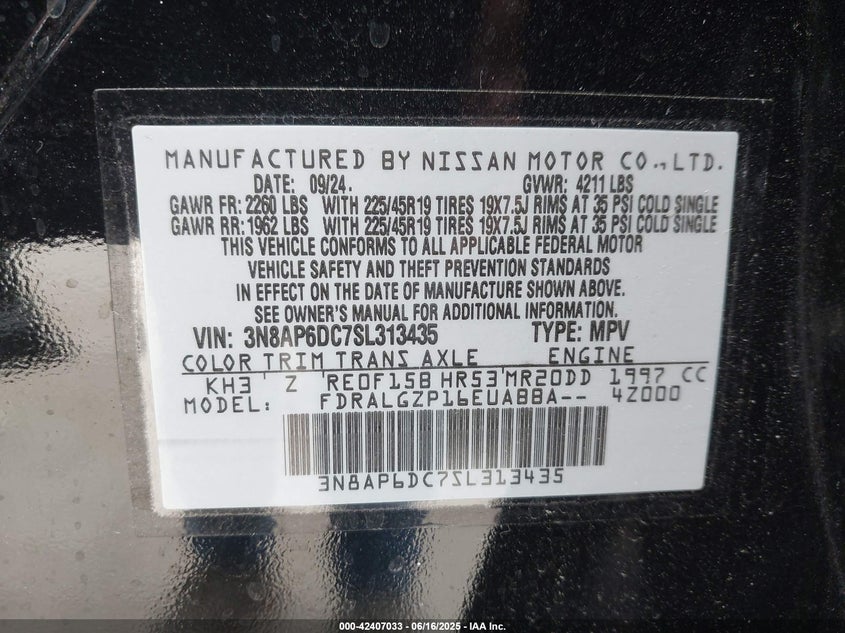 MANUFACTURED BY NISSAN MOTOR CO., LTD.
DATE: 09/24. GVWR: 4211 LBS
GAWR FR: 2260 LBS WITH 225/45R19 TIRES 19X7.5J RIMS AT 35 PSI COLD SINGLE
GAWR RR: 1962 LBS WITH 225/45R19 TIRES 19X7.5J RIMS AT 35 PSI COLD SINGLE
THIS VEHICLE CONFORMS TO ALL APPLICABLE FEDERAL MOTOR
VEHICLE SAFETY AND THEFT PREVENTION STANDARDS
IN EFFECT ON THE DATE OF MANUFACTURE SHOWN ABOVE.
SEE OWNER'S MANUAL FOR ADDITIONAL INFORMATION.
VIN: 3N8AP6DC7SL313435 TYPE: MPV
COLOR TRIM TRANS AXLE ENGINE
KH3 Z RE0F15B HR53 MR20DD 1997 CC
MODEL: FDRALGZP16EUABBA-- 4Z000
3N8AP6DC7SL313435
000-42407033 - 06/16/2025 - IAA Inc.